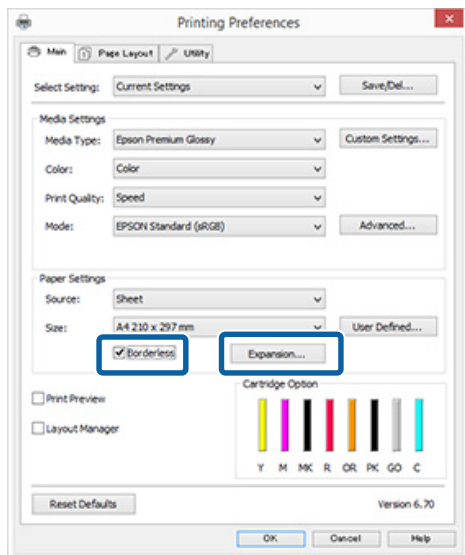 Printing Preferences
Main Page Layout Utility
Select Setting: Current Settings Save/Del...
Media Settings
Media Type: Epson Premium Glossy Custom Settings...
Color: Color
Print Quality: Speed
Mode: EPSON Standard (sRGB) Advanced...
Paper Settings
Source: Sheet
Size: A4 210 x 297 mm User Defined...
Borderless Expansion...
Print Preview
Layout Manager
Cartridge Option
Y M MK R OR PK GO C
Reset Defaults Version 6.70
OK Cancel Help